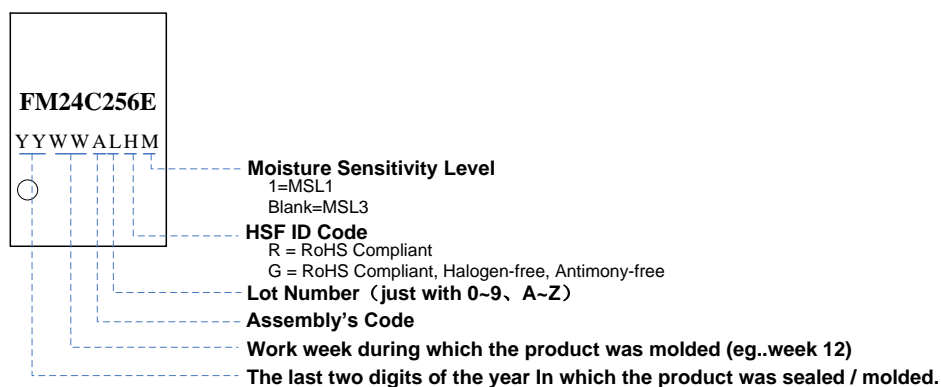 FM24C256E
YYWWALHM
Moisture Sensitivity Level
1=MSL1
Blank=MSL3
HSF ID Code
R = RoHS Compliant
G = RoHS Compliant, Halogen-free, Antimony-free
Lot Number（just with 0~9、A~Z）
Assembly's Code
Work week during which the product was molded (eg..week 12)
The last two digits of the year In which the product was sealed / molded.